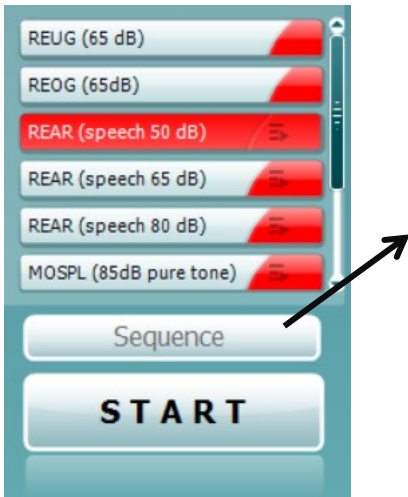 REUG (65 dB)
REOG (65dB)
REAR (speech 50 dB)
REAR (speech 65 dB)
REAR (speech 80 dB)
MOSPL (85dB pure tone)
Sequence
START